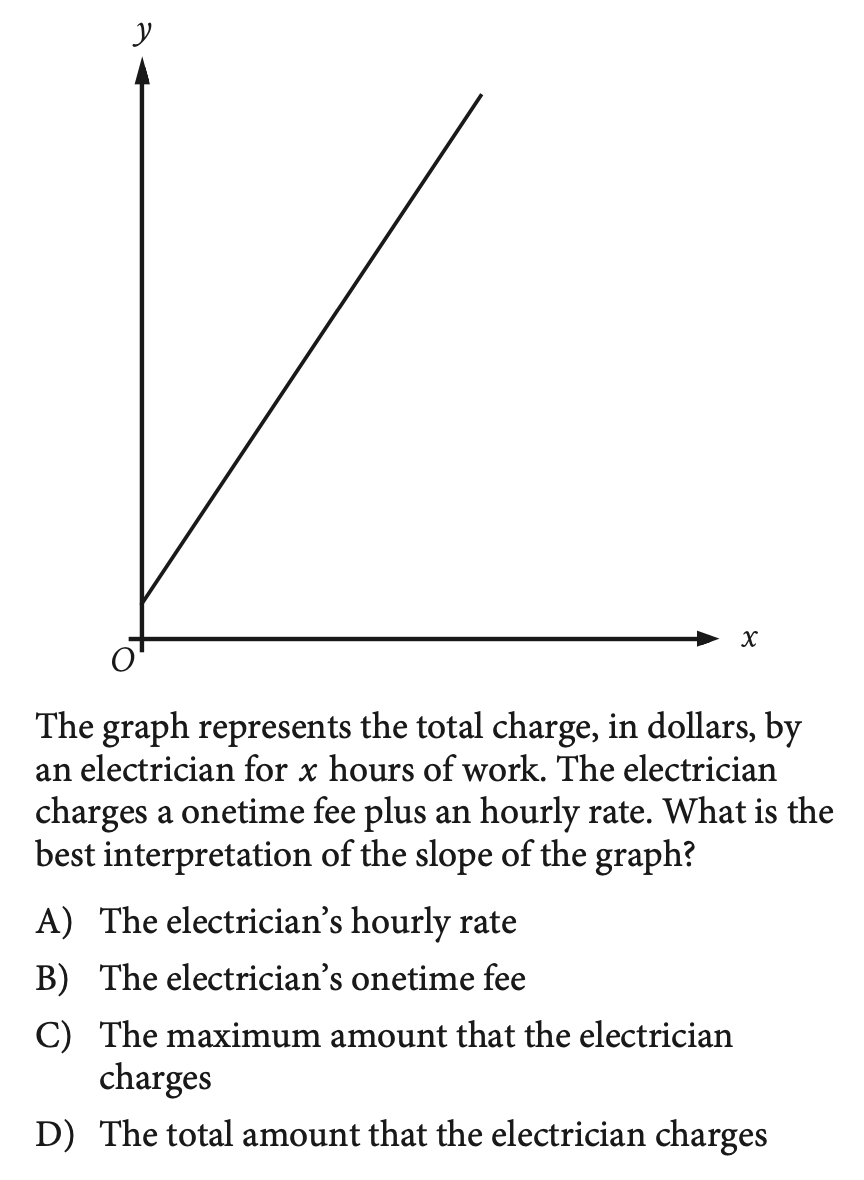 y
x
O
The graph represents the total charge, in dollars, by
an electrician for x hours of work. The electrician
charges a onetime fee plus an hourly rate. What is the
best interpretation of the slope of the graph?
A) The electrician’s hourly rate
B) The electrician’s onetime fee
C) The maximum amount that the electrician
charges
D) The total amount that the electrician charges